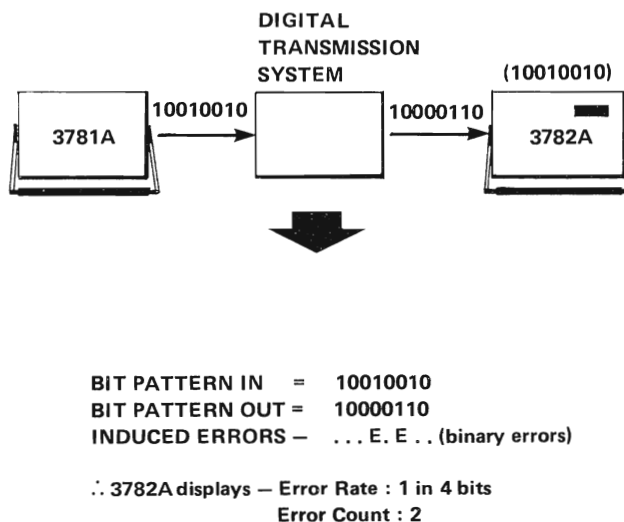 DIGITAL
TRANSMISSION
SYSTEM
(10010010)
3781A
10010010
10000110
3782A
BIT PATTERN IN = 10010010
BIT PATTERN OUT = 10000110
INDUCED ERRORS — . . . E . E . . (binary errors)
∴ 3782A displays — Error Rate : 1 in 4 bits
Error Count : 2